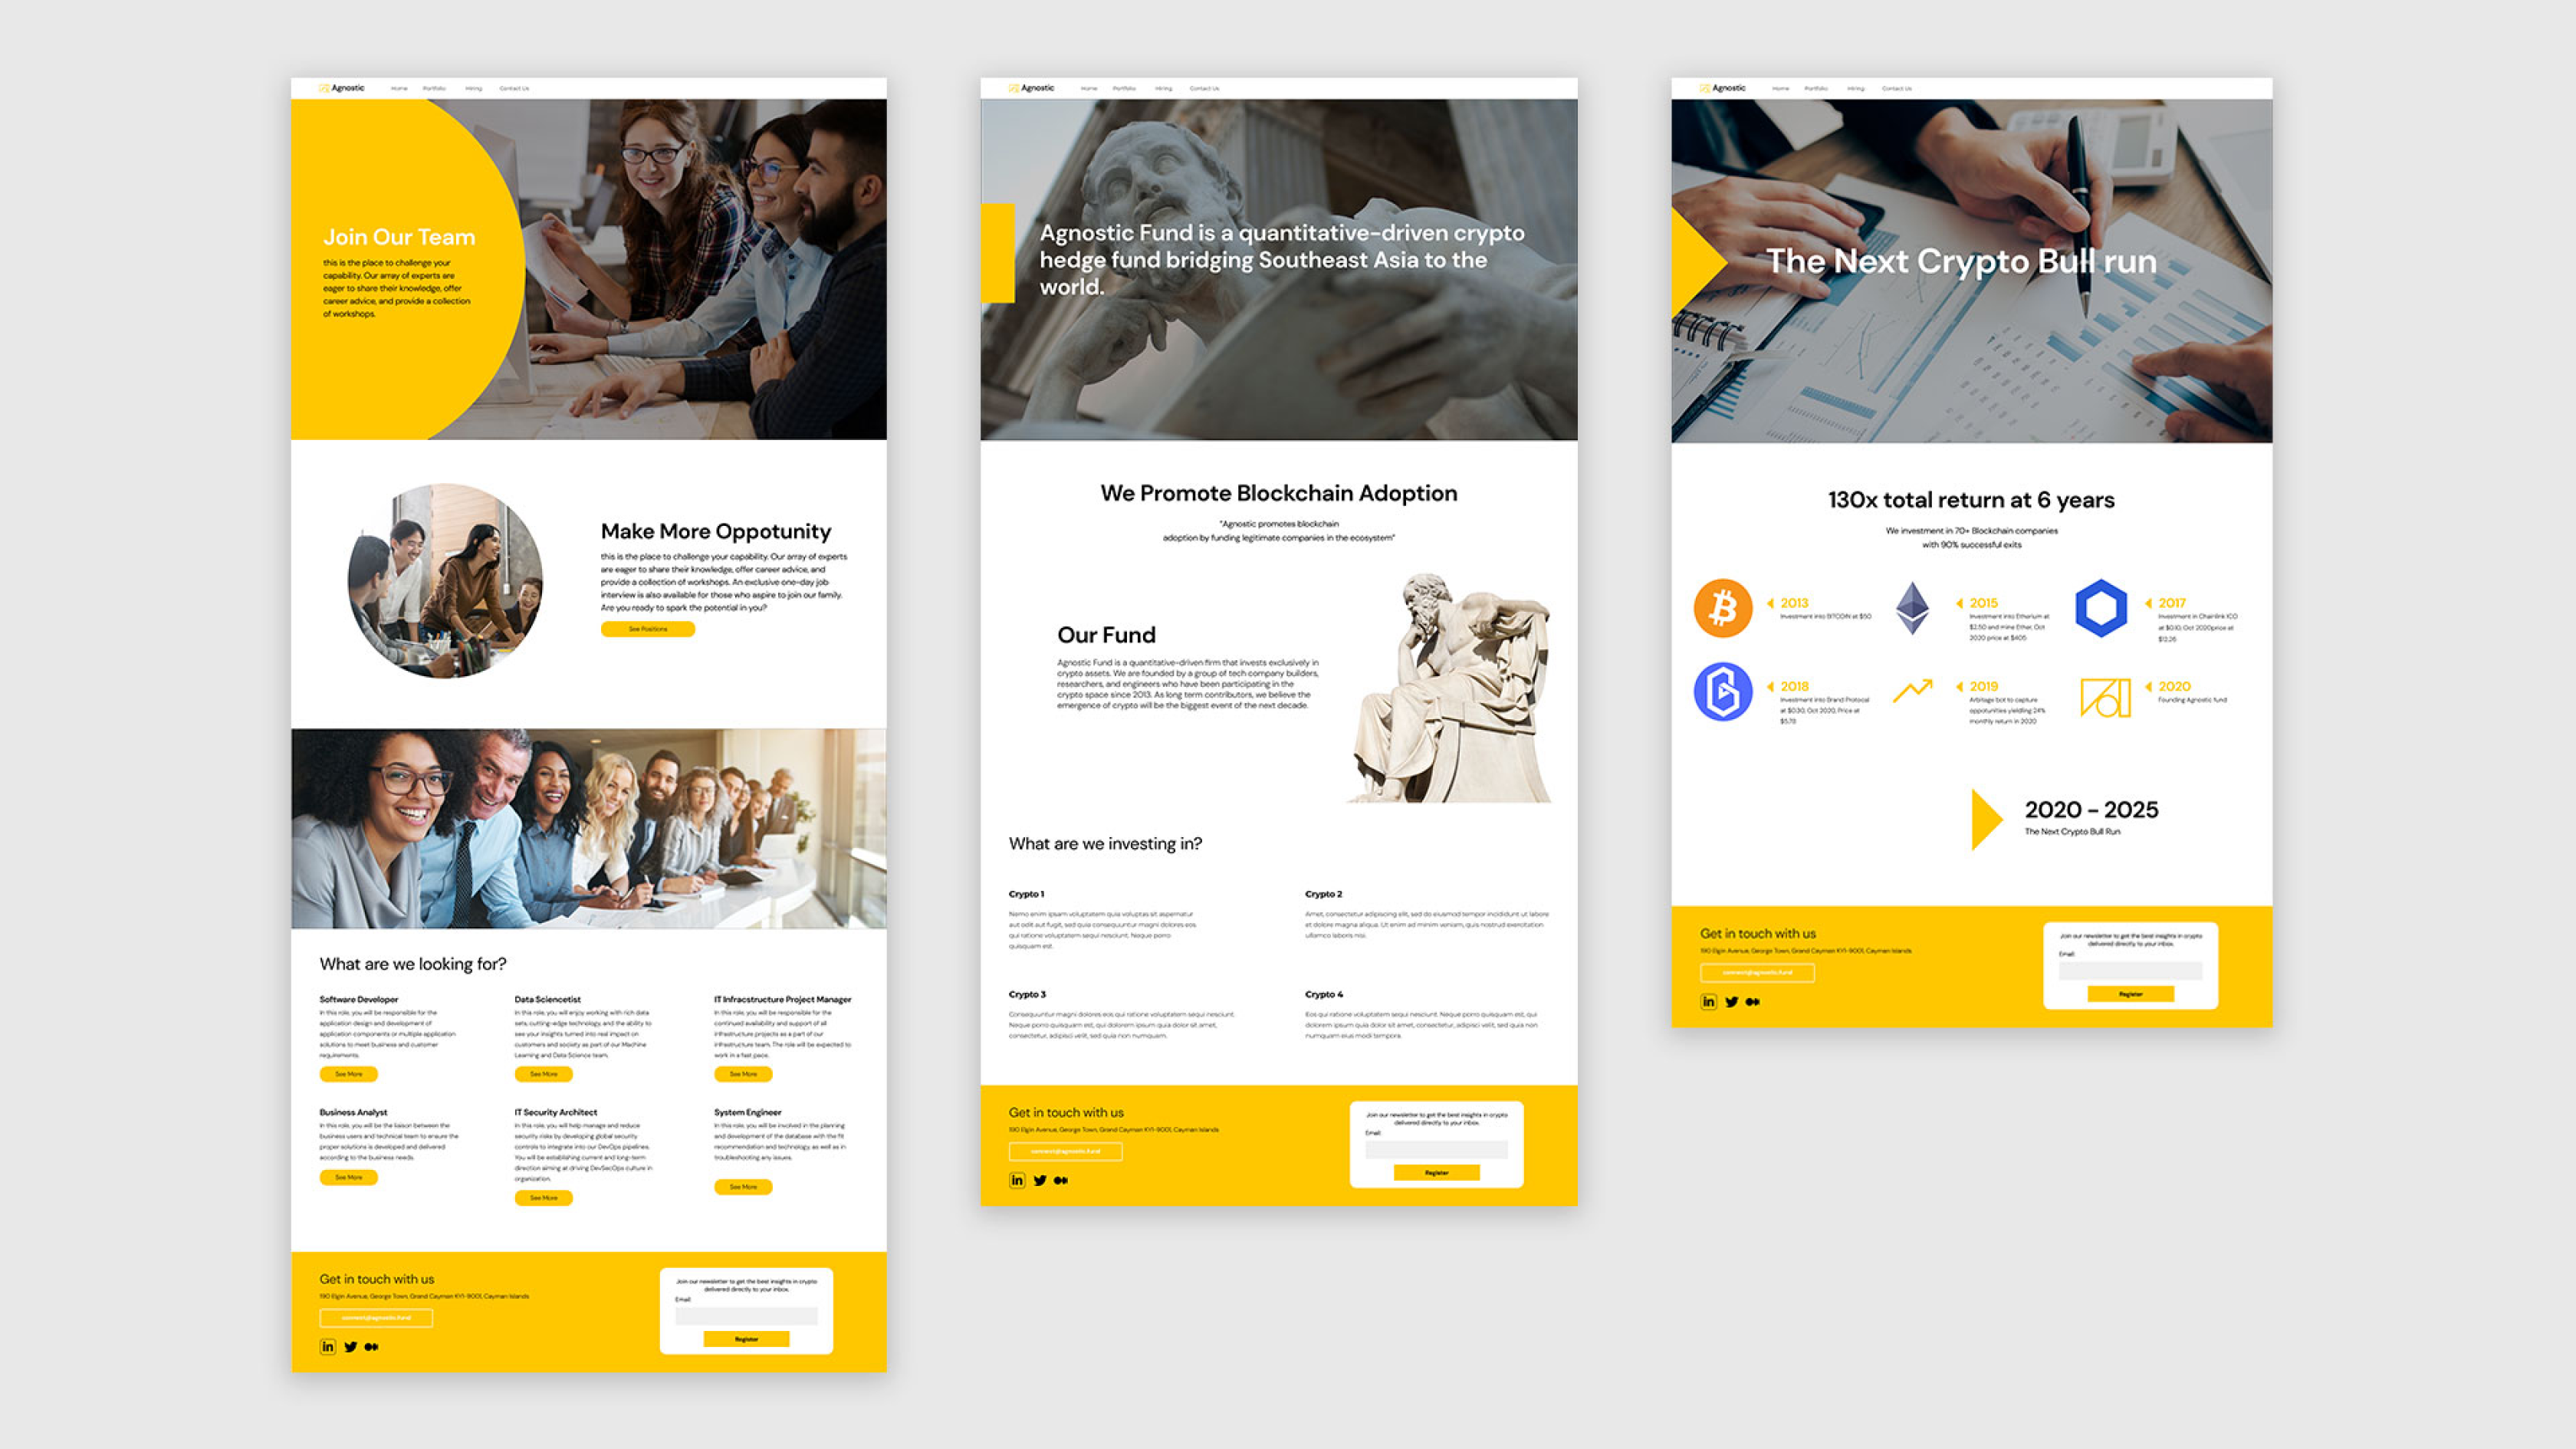 Agnostic
Home Portfolio Hiring Contact Us
Join Our Team
this is the place to challenge your
capability. Our array of experts are
eager to share their knowledge, offer
career advice, and provide a collection
of workshops.
Make More Oppotunity
this is the place to challenge your capability. Our array of experts
are eager to share their knowledge, offer career advice, and
provide a collection of workshops. An exclusive one-day job
interview is also available for those who aspire to join our family.
Are you ready to spark the potential in you?
See Positions
What are we looking for?
Software Developer
In this role, you will be responsible for the
application design and development of
application components or multiple application
solutions to meet business and customer
requirements.
See More
Data Sciencetist
In this role, you will enjoy working with rich data
sets, cutting-edge technology, and the ability to
see your insights turned into real impact on
customers and society as part of our Machine
Learning and Data Science team.
See More
IT Infracstructure Project Manager
In this role, you will be responsible for the
continued availability and support of all
infrastructure projects as a part of our
infrastructure team. The role will be expected to
work in a fast pace.
See More
Business Analyst
In this role, you will be the liaison between the
business users and technical team to ensure the
proper solutions is developed and delivered
according to the business needs.
See More
IT Security Architect
In this role, you will help manage and reduce
security risks by developing global security
controls to integrate into our DevOps pipelines.
You will be establishing current and long-term
direction aiming at driving DevSecOps culture in
organization.
See More
System Engineer
In this role, you will be involved in the planning
and development of the database with the fit
recommendation and technology, as well as in
troubleshooting any issues.
See More
Get in touch with us
190 Elgin Avenue, George Town, Grand Cayman KY1-9001, Cayman Islands
connect@agnostic.fund
in
Join our newsletter to get the best insights in crypto
delivered directly to your inbox.
Email:
Register
Agnostic
Home Portfolio Hiring Contact Us
Agnostic Fund is a quantitative-driven crypto
hedge fund bridging Southeast Asia to the
world.
We Promote Blockchain Adoption
"Agnostic promotes blockchain
adoption by funding legitimate companies in the ecosystem"
Our Fund
Agnostic Fund is a quantitative-driven firm that invests exclusively in
crypto assets. We are founded by a group of tech company builders,
researchers, and engineers who have been participating in the
crypto space since 2013. As long term contributors, we believe the
emergence of crypto will be the biggest event of the next decade.
What are we investing in?
Crypto 1
Nemo enim ipsam voluptatem quia voluptas sit aspernatur
aut odit aut fugit, sed quia consequuntur magni dolores eos
qui ratione voluptatem sequi nesciunt. Neque porro
quisquam est.
Crypto 2
Amet, consectetur adipiscing elit, sed do eiusmod tempor incididunt ut labore
et dolore magna aliqua. Ut enim ad minim veniam, quis nostrud exercitation
ullamco laboris nisi.
Crypto 3
Consequuntur magni dolores eos qui ratione voluptatem sequi nesciunt.
Neque porro quisquam est, qui dolorem ipsum quia dolor sit amet,
consectetur, adipisci velit, sed quia non numquam.
Crypto 4
Eos qui ratione voluptatem sequi nesciunt. Neque porro quisquam est, qui
dolorem ipsum quia dolor sit amet, consectetur, adipisci velit, sed quia non
numquam eius modi tempora.
Get in touch with us
190 Elgin Avenue, George Town, Grand Cayman KY1-9001, Cayman Islands
connect@agnostic.fund
in
Join our newsletter to get the best insights in crypto
delivered directly to your inbox.
Email:
Register
Agnostic
Home Portfolio Hiring Contact Us
The Next Crypto Bull run
130x total return at 6 years
We investment in 70+ Blockchain companies
with 90% successful exits
2013
Investment into BITCOIN at $50
2015
Investment into Etherium at
$2.50 and mine Ether, Oct
2020 price at $405
2017
Investment in Chainlink ICO
at $0.10, Oct 2020price at
$12.26
2018
Investment into Brand Protocol
at $0.30, Oct 2020, Price at
$5.78
2019
Arbitage bot to capture
oppotunities yielding 24%
monthly return in 2020
2020
Founding Agnostic fund
2020 - 2025
The Next Crypto Bull Run
Get in touch with us
190 Elgin Avenue, George Town, Grand Cayman KY1-9001, Cayman Islands
connect@agnostic.fund
in
Join our newsletter to get the best insights in crypto
delivered directly to your inbox.
Email:
Register